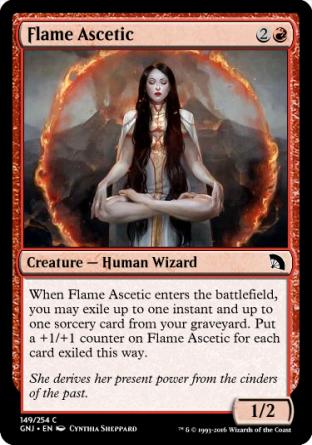 Flame Ascetic 2
Creature — Human Wizard
When Flame Ascetic enters the battlefield,
you may exile up to one instant and up to
one sorcery card from your graveyard. Put
a +1/+1 counter on Flame Ascetic for each
card exiled this way.
She derives her present power from the cinders
of the past.
1/2
149/254 C
GNJ • EN Cynthia Sheppard
™ & © 1993-2016 Wizards of the Coast